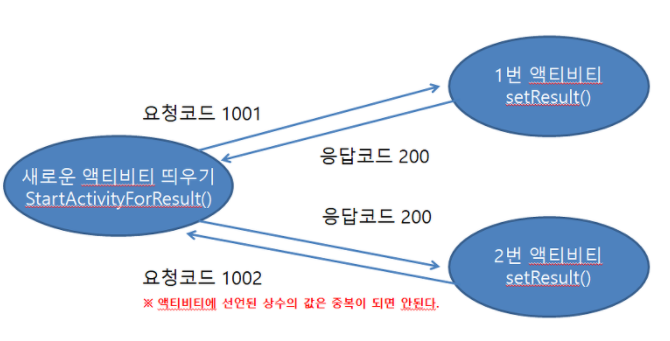 1번 액티비티
setResult()
요청코드 1001
응답코드 200
새로운 액티비티 띄우기
StartActivityForResult()
응답코드 200
2번 액티비티
setResult()
요청코드 1002
※ 액티비티에 선언된 상수의 값은 중복이 되면 안된다.